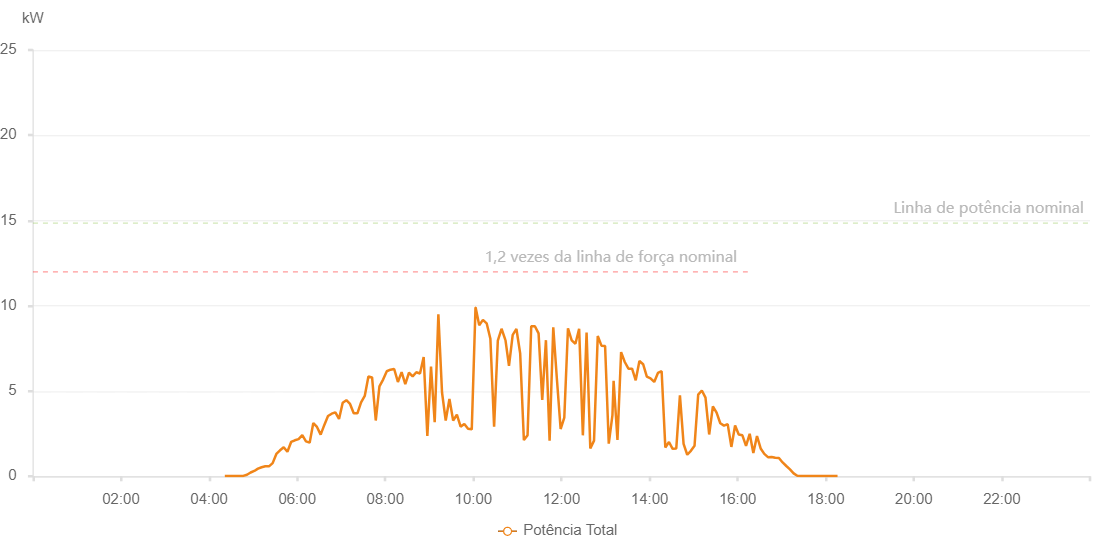 kW
25
20
15
Linha de potência nominal
1,2 vezes da linha de força nominal
10
5
0
02:00 04:00 06:00 08:00 10:00 12:00 14:00 16:00 18:00 20:00 22:00
Potência Total